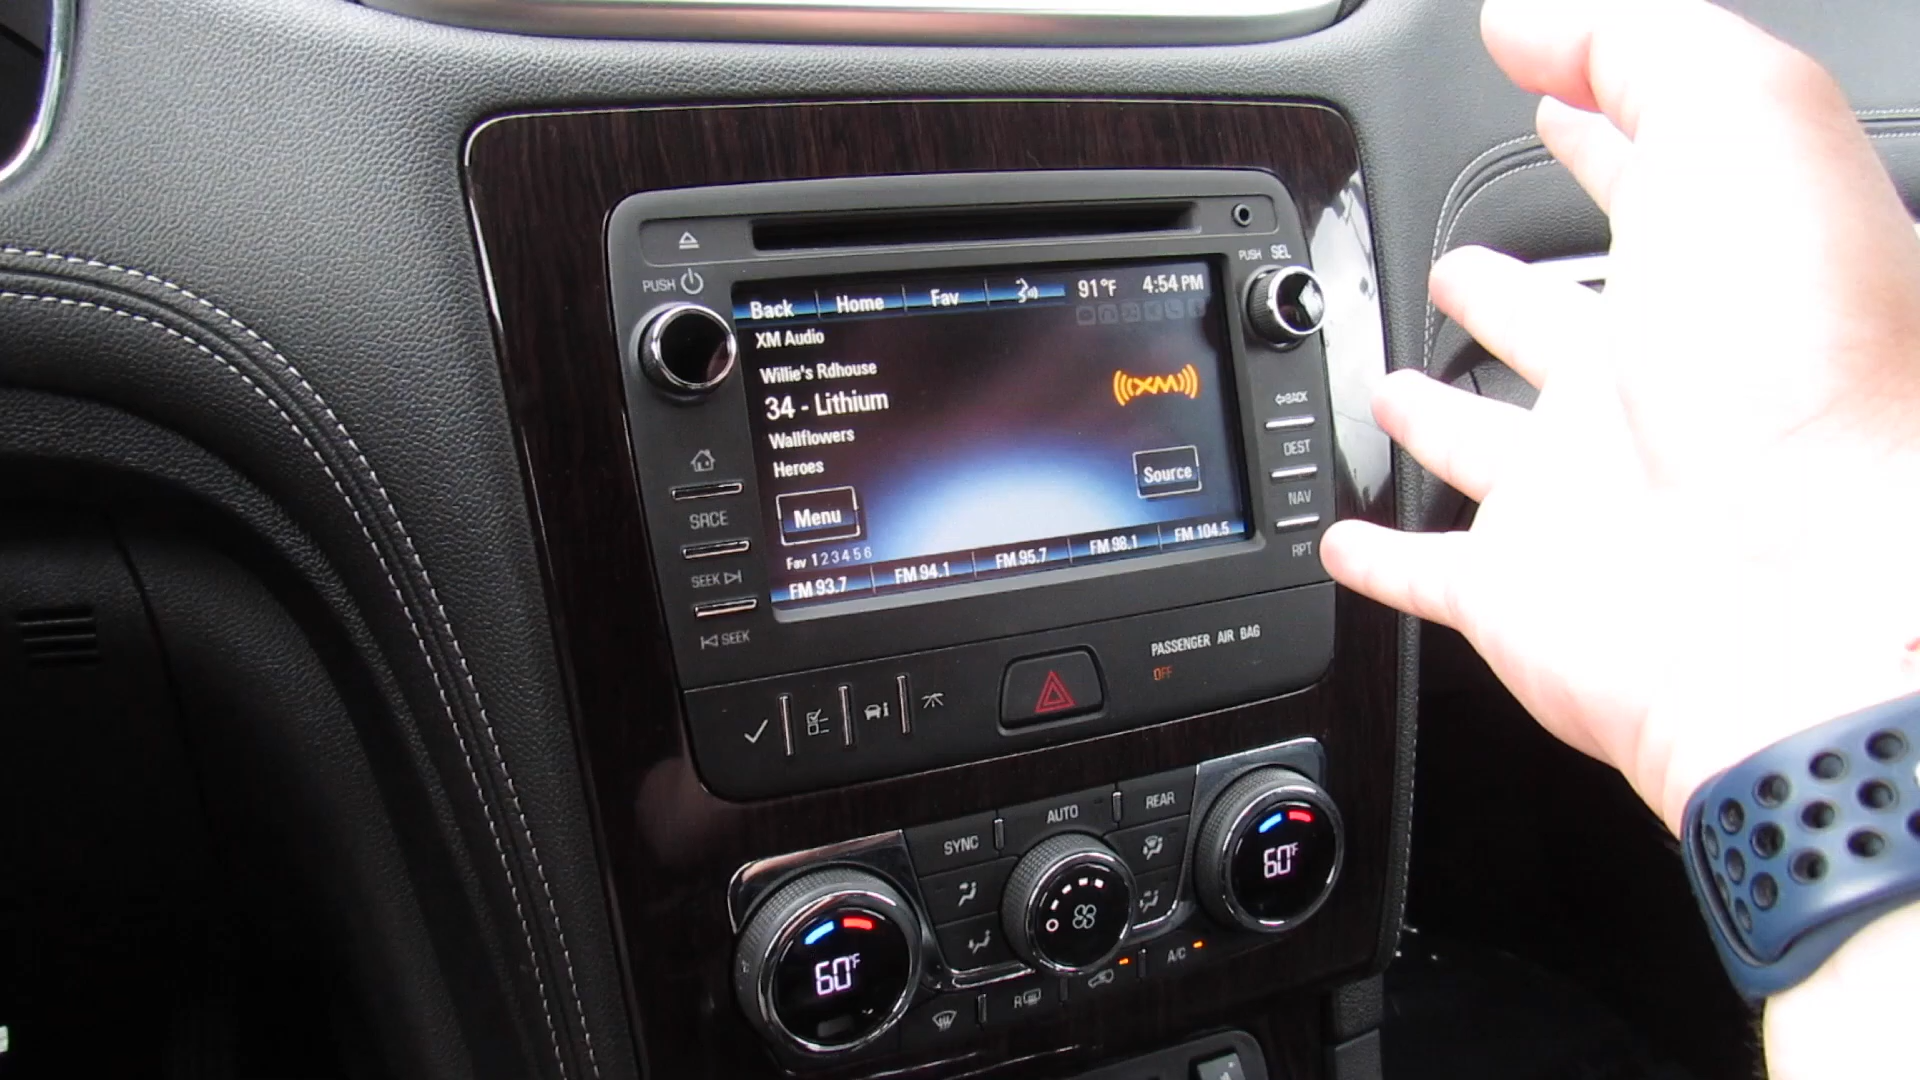 PUSH
PUSH SEL
Back Home Fav 91°F 4:54 PM
XM Audio
Willie's Rdhouse
34 - Lithium
Wallflowers
Heroes
XM
Source
Menu
Fav 1 2 3 4 5 6
FM 93.7 FM 94.1 FM 95.7 FM 98.1 FM 104.5
SRCE
SEEK
SEEK
BACK
DEST
NAV
RPT
PASSENGER AIR BAG
OFF
SYNC AUTO REAR
60°F
60°F
A/C
R